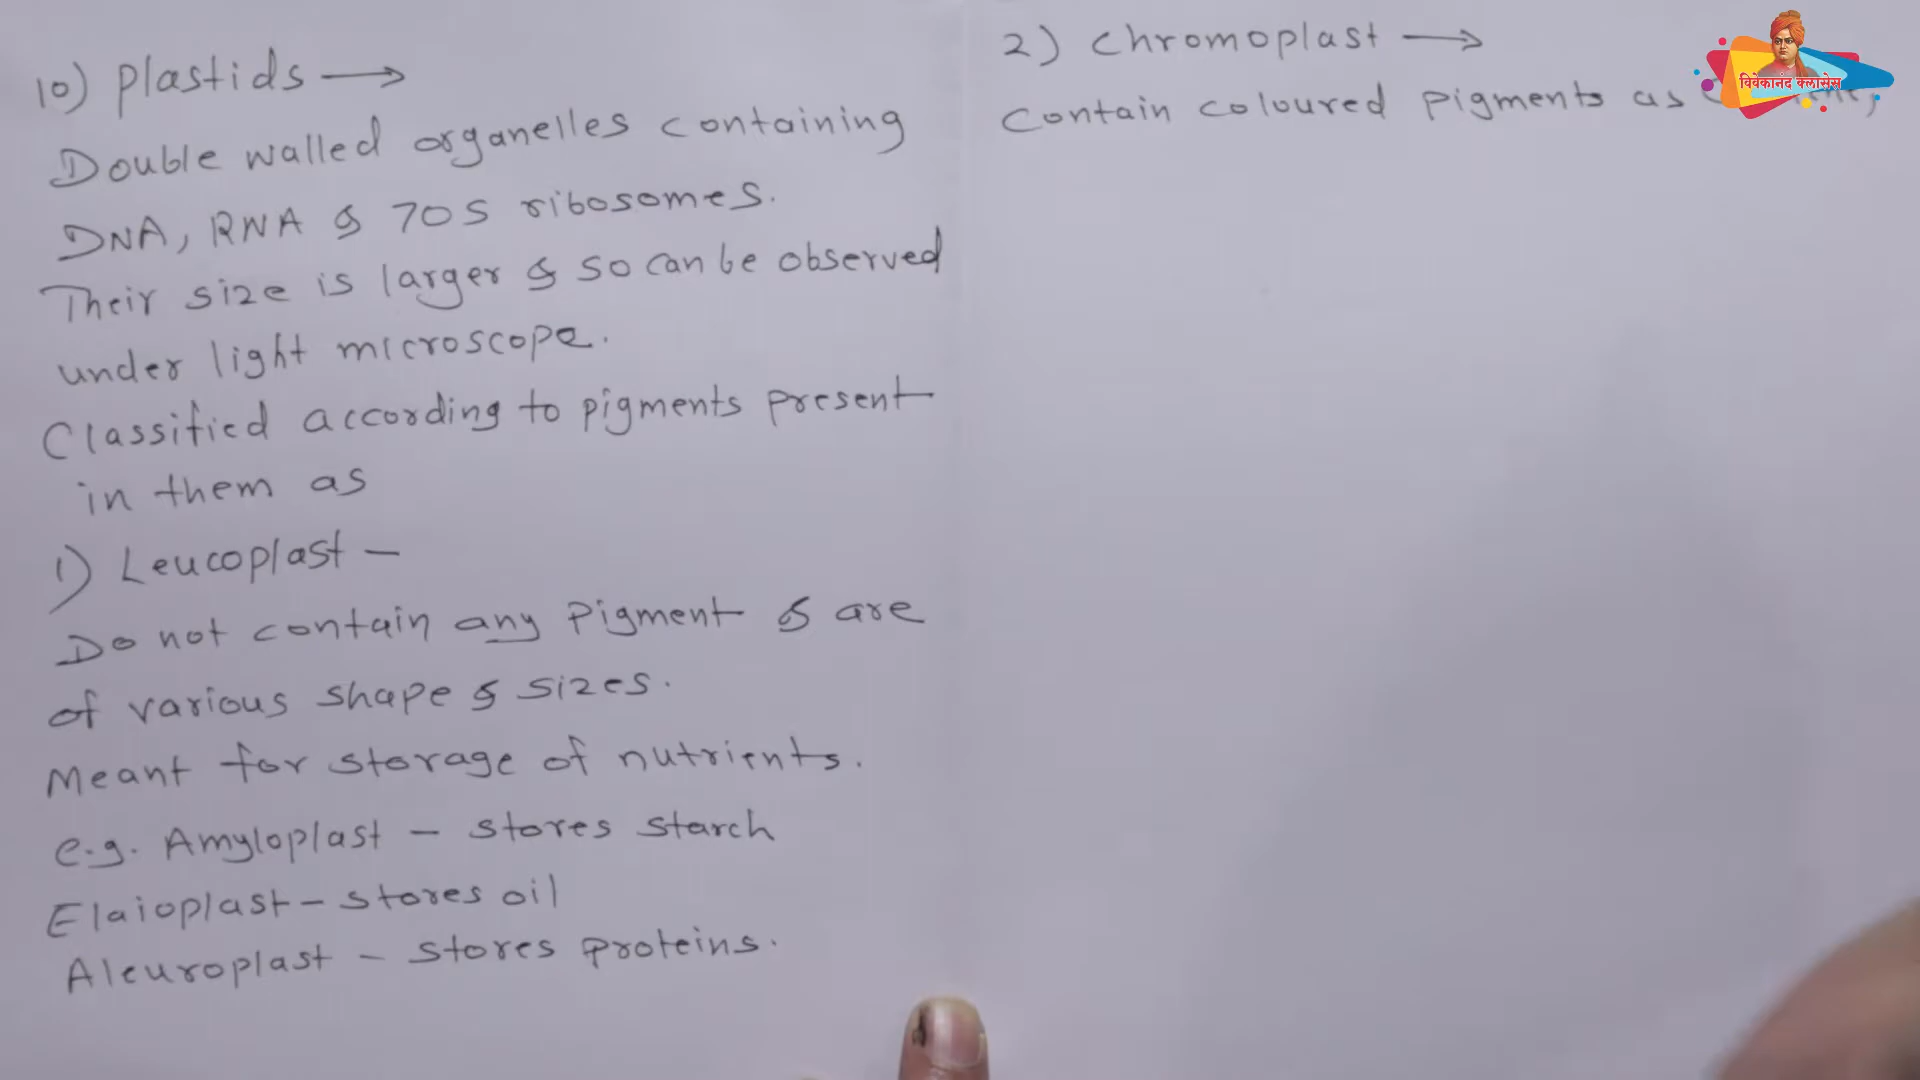 10) Plastids →
Double walled organelles containing
DNA, RNA & 70S ribosomes.
Their size is larger & so can be observed
under light microscope.
Classified according to pigments present
in them as
1) Leucoplast –
Do not contain any Pigment & are
of various shape & sizes.
Meant for storage of nutrients.
e.g. Amyloplast – stores starch
Elaioplast – stores oil
Aleuroplast – stores proteins.
2) Chromoplast →
Contain coloured pigments as
विवेकानंद क्लासेस